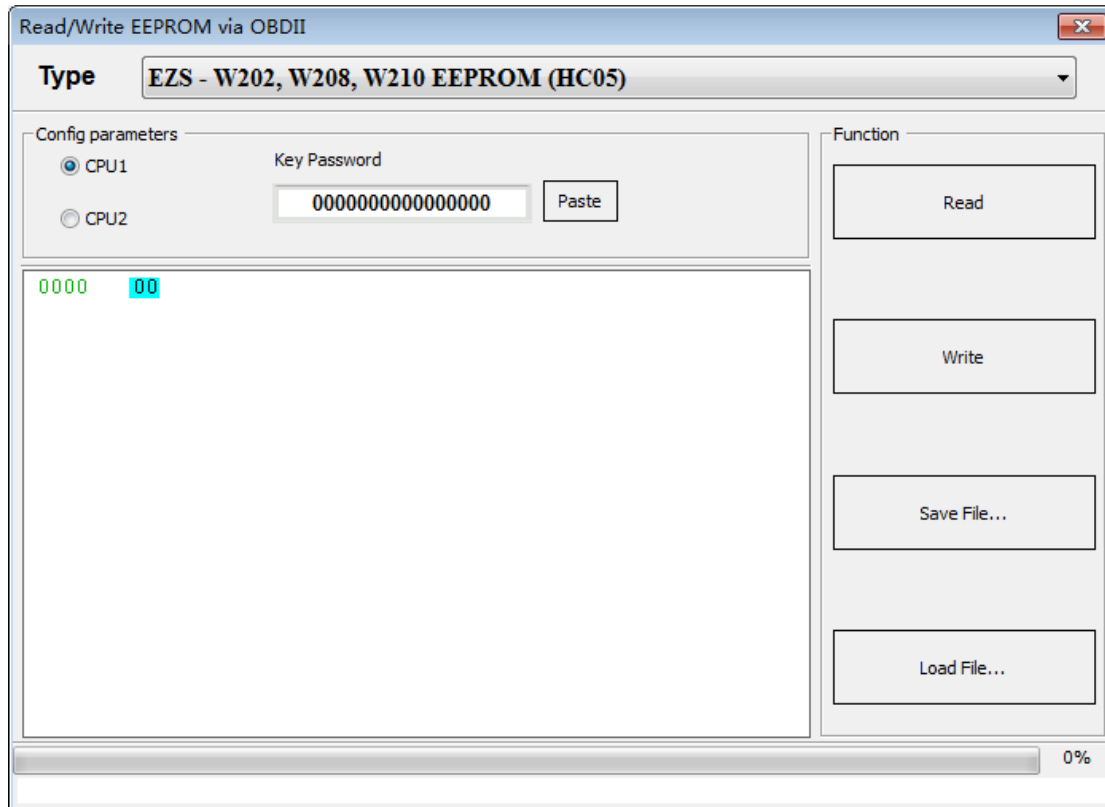 Read/Write EEPROM via OBDII
Type
EZS - W202, W208, W210 EEPROM (HC05)
Config parameters
CPU1
CPU2
Key Password
0000000000000000
Paste
Function
Read
Write
Save File...
Load File...
0000 00
0%